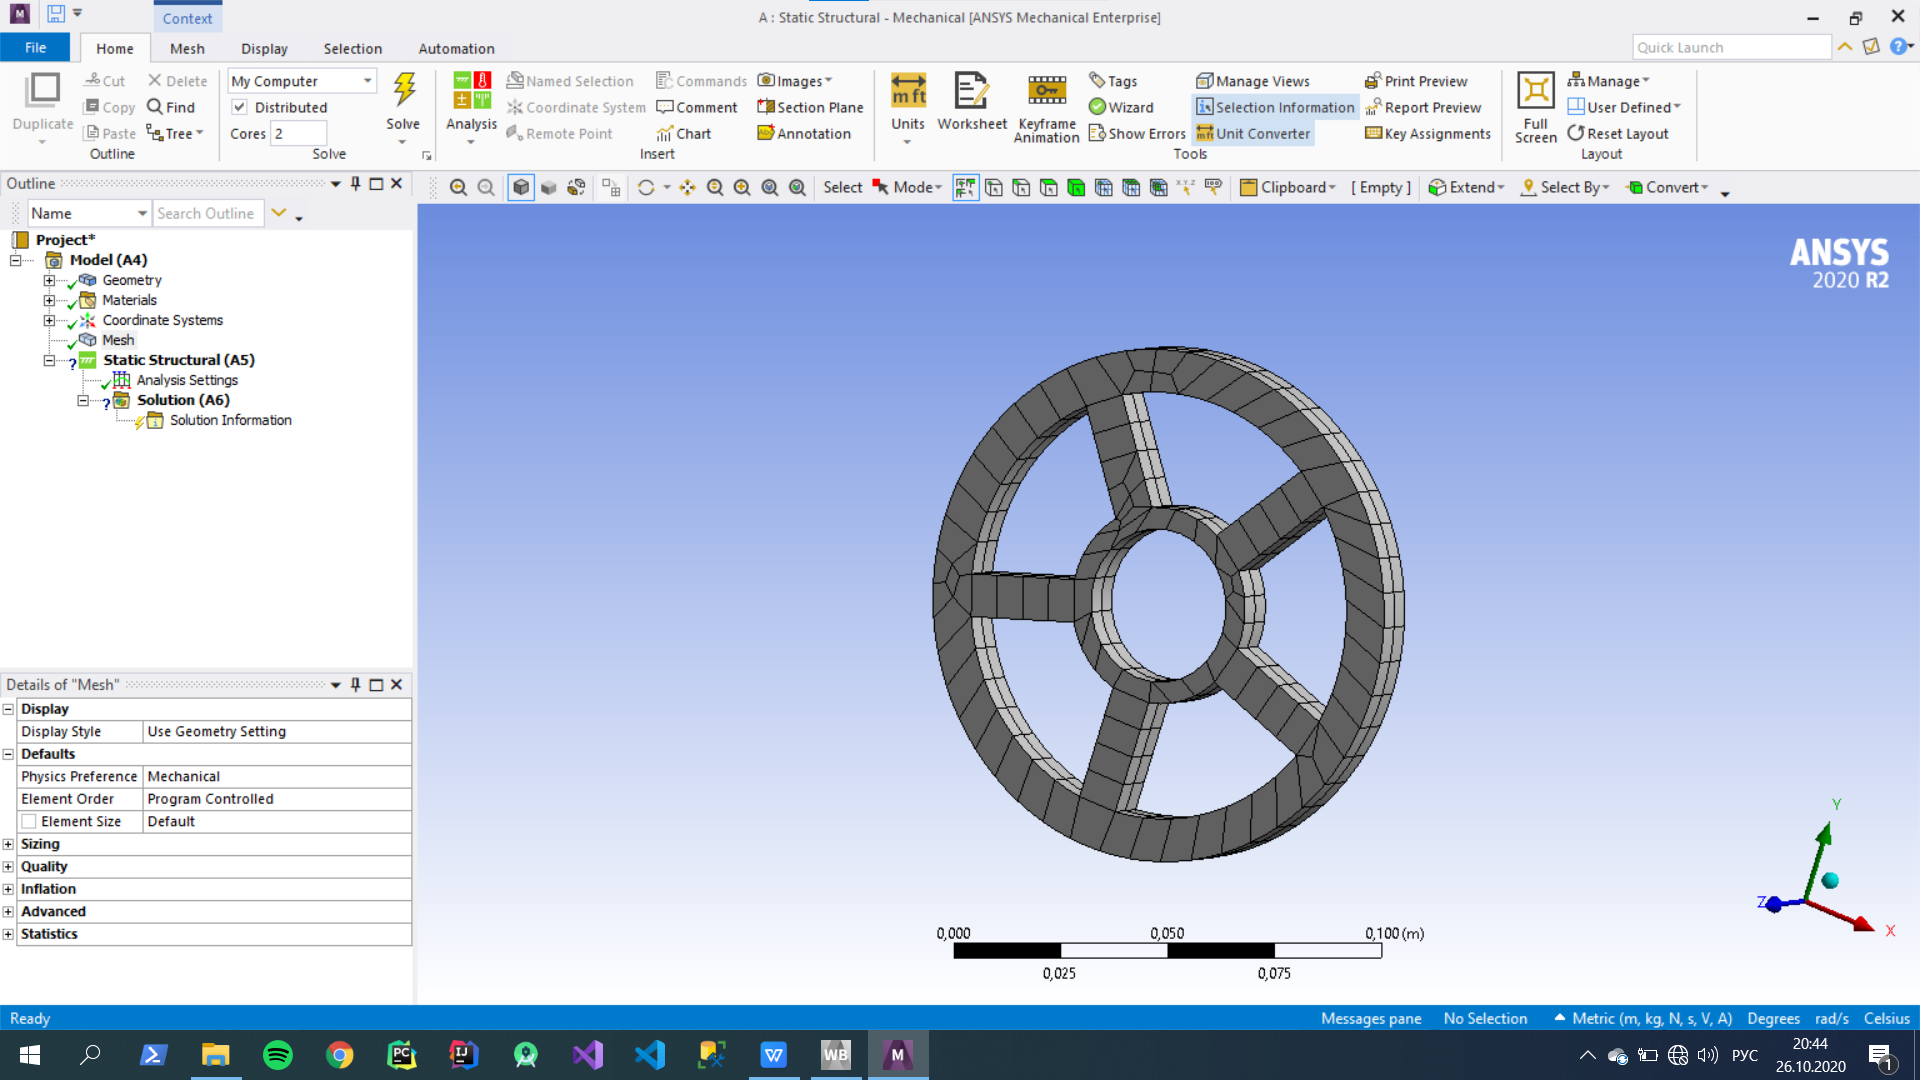 Context
A : Static Structural - Mechanical [ANSYS Mechanical Enterprise]
File Home Mesh Display Selection Automation
Quick Launch
Duplicate
Cut
Copy
Paste
Delete
Find
Tree
Outline
My Computer
Distributed
Cores 2
Solve
Solve
Analysis
Named Selection
Coordinate System
Remote Point
Commands
Comment
Chart
Images
Section Plane
Annotation
Insert
Units
Worksheet
Keyframe
Animation
Tags
Wizard
Show Errors
Manage Views
Selection Information
Unit Converter
Print Preview
Report Preview
Key Assignments
Tools
Full
Screen
Manage
User Defined
Reset Layout
Layout
Outline
Select Mode Clipboard [ Empty ] Extend Select By Convert
Name Search Outline
Project*
Model (A4)
Geometry
Materials
Coordinate Systems
Mesh
Static Structural (A5)
Analysis Settings
Solution (A6)
Solution Information
ANSYS
2020 R2
Details of "Mesh"
Display
Display Style Use Geometry Setting
Defaults
Physics Preference Mechanical
Element Order Program Controlled
Element Size Default
Sizing
Quality
Inflation
Advanced
Statistics
Y
Z
X
0,000 0,050 0,100 (m)
0,025 0,075
Ready
Messages pane No Selection Metric (m, kg, N, s, V, A) Degrees rad/s Celsius
РУС
20:44
26.10.2020
1